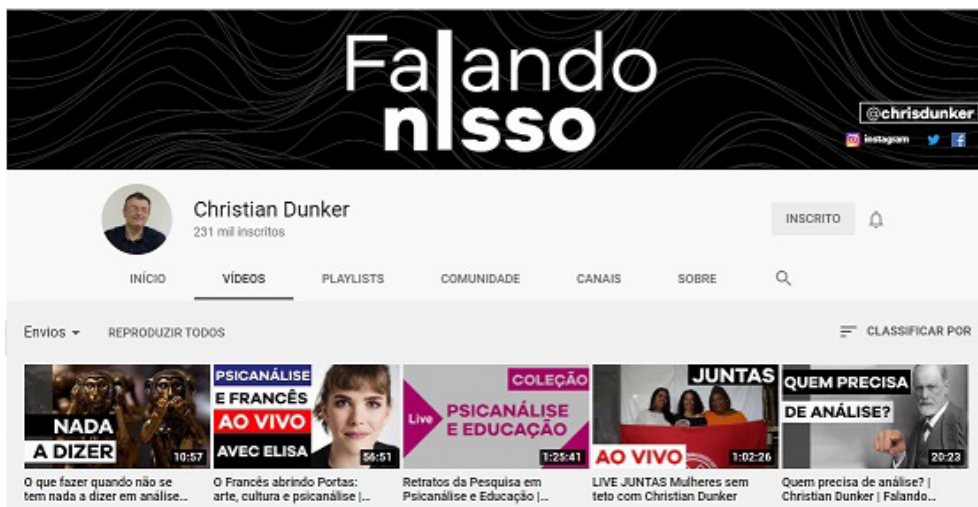 Falando
nisso
@chrisdunker
instagram
Christian Dunker
231 mil inscritos
INSCRITO
INÍCIO VÍDEOS PLAYLISTS COMUNIDADE CANAIS SOBRE
Envios REPRODUZIR TODOS CLASSIFICAR POR
NADA
A DIZER
10:57
O que fazer quando não se
tem nada a dizer em análise...
PSICANÁLISE
E FRANCÊS
AO VIVO
AVEC ELISA
56:51
O Francês abrindo Portas:
arte, cultura e psicanálise |...
COLEÇÃO
Live
PSICANÁLISE
E EDUCAÇÃO
1:25:41
Retratos da Pesquisa em
Psicanálise e Educação |...
JUNTAS
AO VIVO
1:02:26
LIVE JUNTAS Mulheres sem
teto com Christian Dunker
QUEM PRECISA
DE ANÁLISE?
20:23
Quem precisa de análise? |
Christian Dunker | Falando...